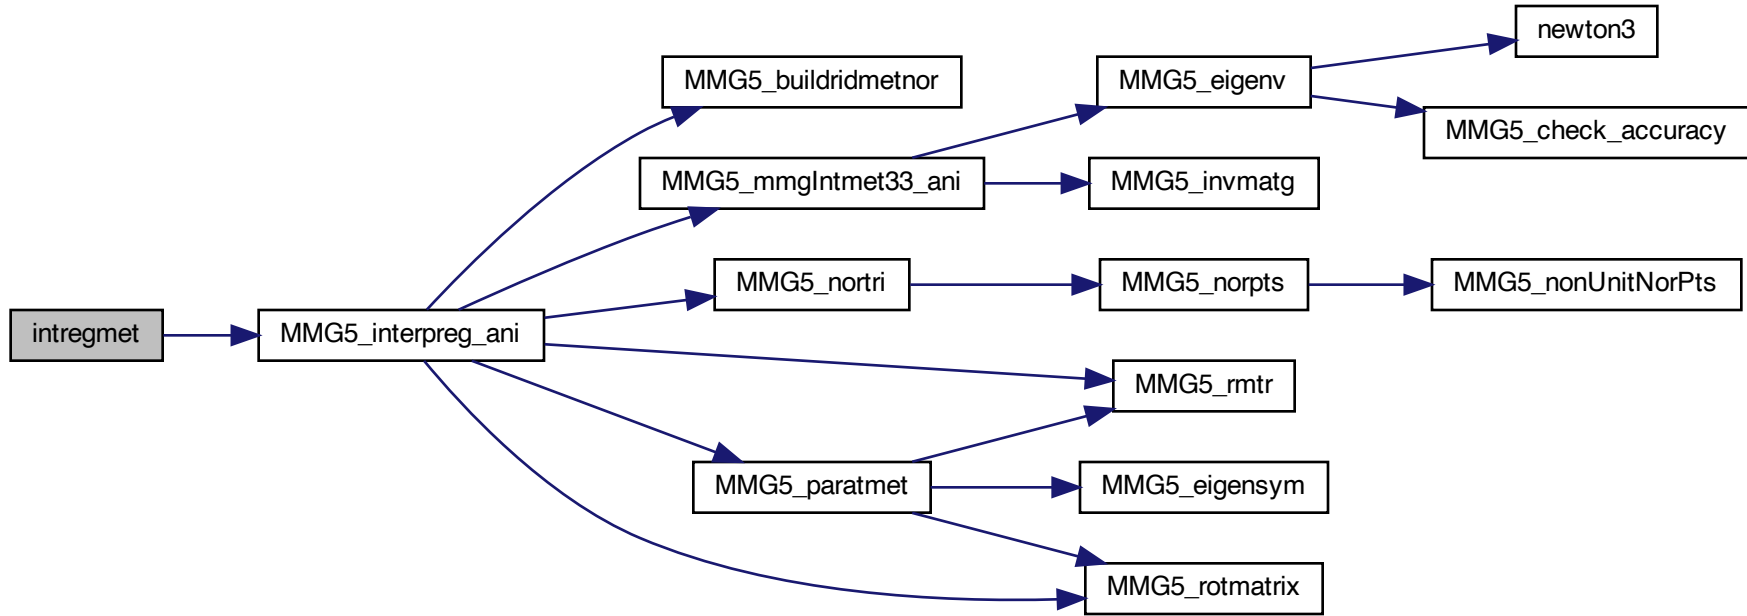 newton3
MMG5_buildridmetnor
MMG5_eigenv
MMG5_check_accuracy
MMG5_mmgIntmet33_ani
MMG5_invmatg
MMG5_nortri
MMG5_norpts
MMG5_nonUnitNorPts
intregmet
MMG5_interpreg_ani
MMG5_rmtr
MMG5_paratmet
MMG5_eigensym
MMG5_rotmatrix